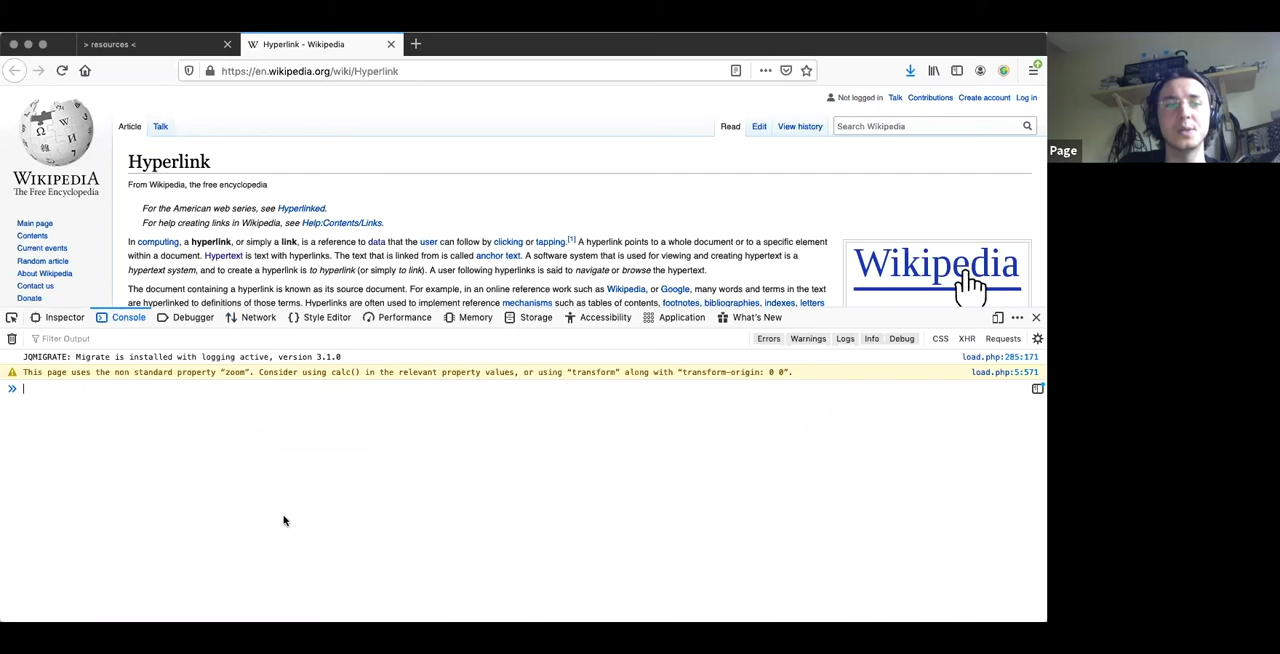 > resources <
Hyperlink - Wikipedia
https://en.wikipedia.org/wiki/Hyperlink
Not logged in Talk Contributions Create account Log in
Article Talk Read Edit View history Search Wikipedia
WIKIPEDIA
The Free Encyclopedia
Main page
Contents
Current events
Random article
About Wikipedia
Contact us
Donate
Hyperlink
From Wikipedia, the free encyclopedia
For the American web series, see Hyperlinked.
For help creating links in Wikipedia, see Help:Contents/Links.
In computing, a hyperlink, or simply a link, is a reference to data that the user can follow by clicking or tapping.[1] A hyperlink points to a whole document or to a specific element
within a document. Hypertext is text with hyperlinks. The text that is linked from is called anchor text. A software system that is used for viewing and creating hypertext is a
hypertext system, and to create a hyperlink is to hyperlink (or simply to link). A user following hyperlinks is said to navigate or browse the hypertext.
The document containing a hyperlink is known as its source document. For example, in an online reference work such as Wikipedia, or Google, many words and terms in the text
are hyperlinked to definitions of those terms. Hyperlinks are often used to implement reference mechanisms such as tables of contents, footnotes, bibliographies, indexes, letters
Wikipedia
Page
Inspector Console Debugger Network Style Editor Performance Memory Storage Accessibility Application What's New
Filter Output Errors Warnings Logs Info Debug CSS XHR Requests
JQMIGRATE: Migrate is installed with logging active, version 3.1.0 load.php:285:171
This page uses the non standard property “zoom”. Consider using calc() in the relevant property values, or using “transform” along with “transform-origin: 0 0”. load.php:5:571